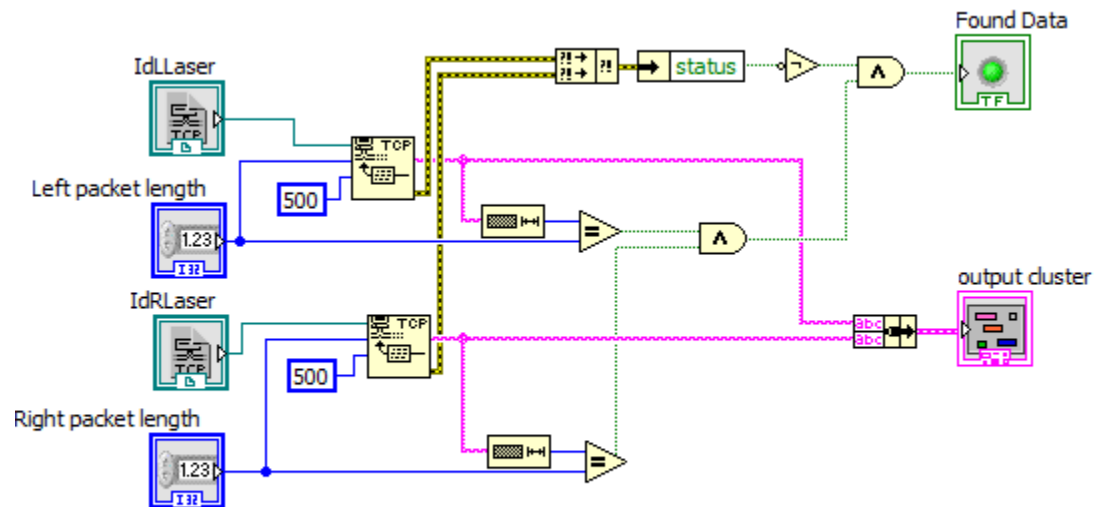 Found Data
IdLLaser
status
TF
TCP
TCP
Left packet length
500
1.23
I32
IdRLaser
output cluster
TCP
abc
abc
TCP
500
Right packet length
1.23
I32